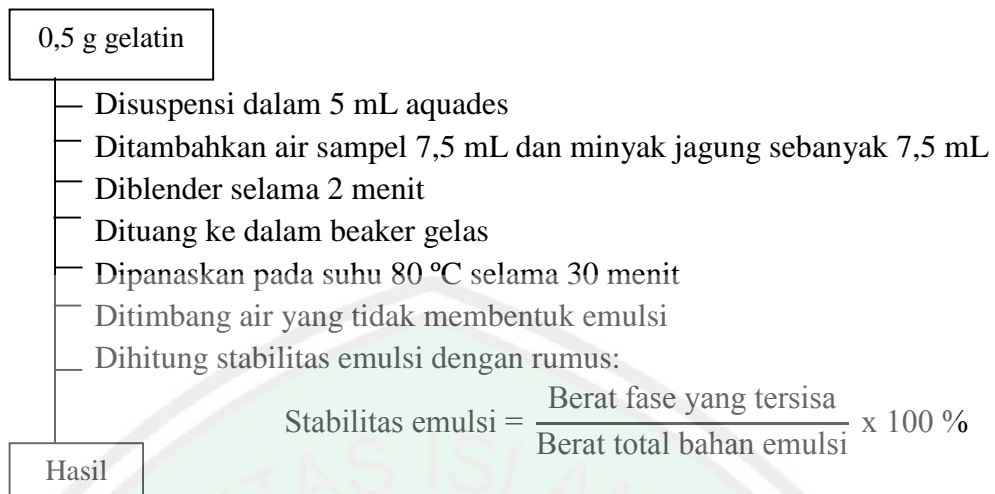 0,5 g gelatin
Disuspensi dalam 5 mL aquades
Ditambahkan air sampel 7,5 mL dan minyak jagung sebanyak 7,5 mL
Diblender selama 2 menit
Dituang ke dalam beaker gelas
Dipanaskan pada suhu 80 ºC selama 30 menit
Ditimbang air yang tidak membentuk emulsi
Dihitung stabilitas emulsi dengan rumus:
Stabilitas emulsi = Berat fase yang tersisa / Berat total bahan emulsi x 100 %
Hasil